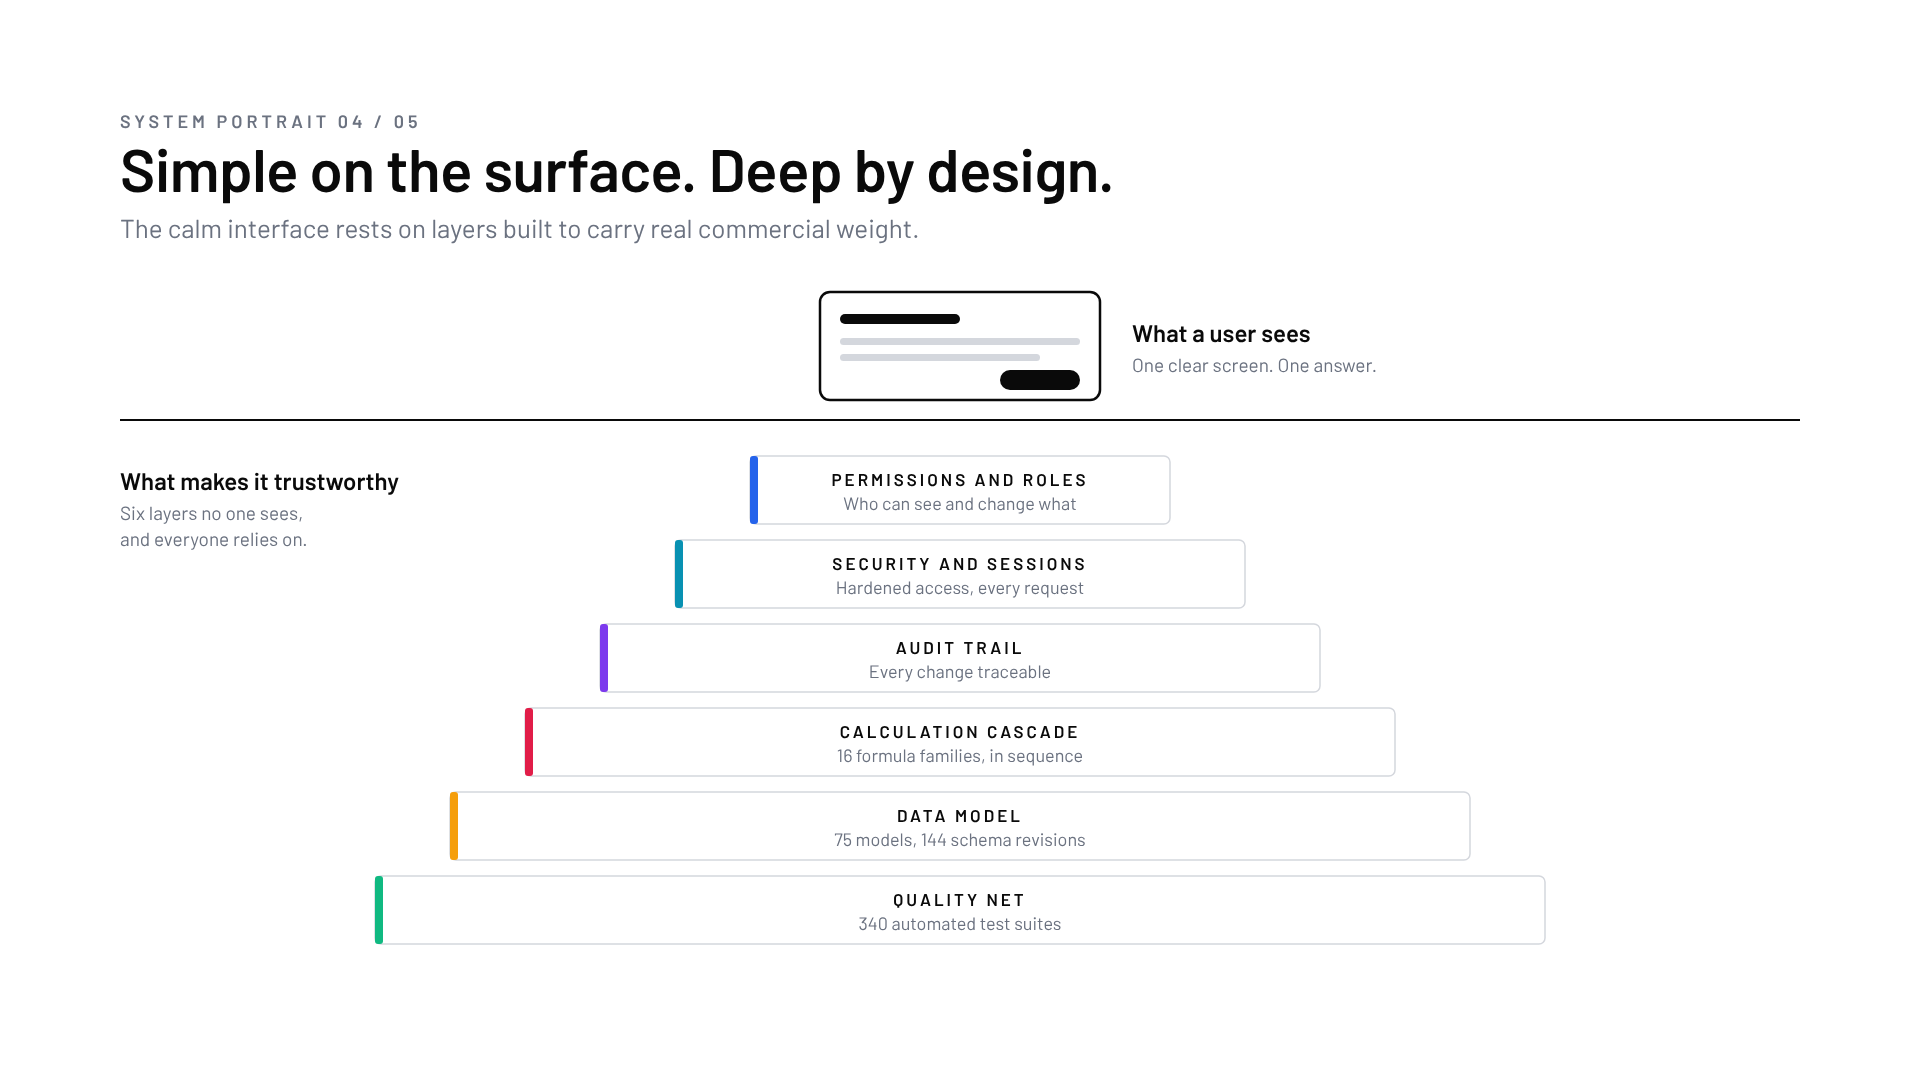 SYSTEM PORTRAIT 04 / 05
Simple on the surface. Deep by design.
The calm interface rests on layers built to carry real commercial weight.
What a user sees
One clear screen. One answer.
What makes it trustworthy
Six layers no one sees,
and everyone relies on.
PERMISSIONS AND ROLES
Who can see and change what
SECURITY AND SESSIONS
Hardened access, every request
AUDIT TRAIL
Every change traceable
CALCULATION CASCADE
16 formula families, in sequence
DATA MODEL
75 models, 144 schema revisions
QUALITY NET
340 automated test suites